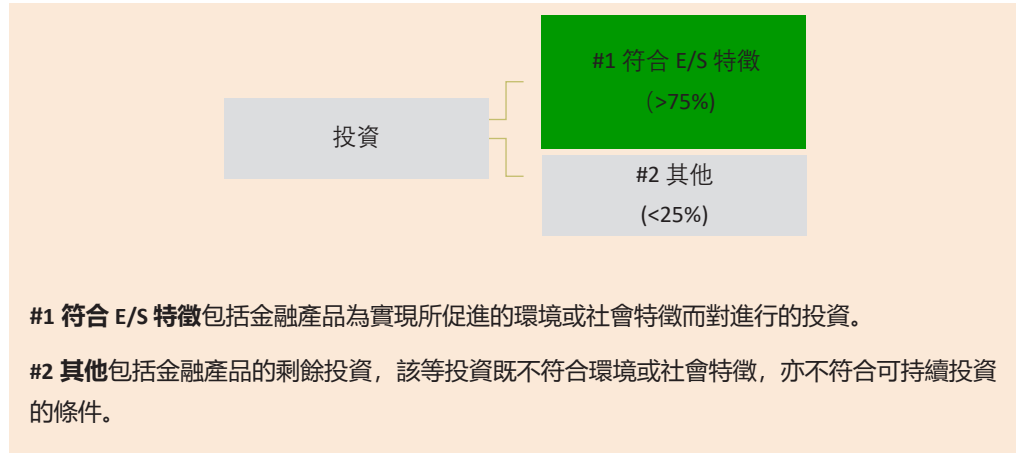 #1 符合 E/S 特徵
（>75%)
投資
#2 其他
(<25%)
#1 符合 E/S 特徵包括金融產品為實現所促進的環境或社會特徵而對進行的投資。
#2 其他包括金融產品的剩餘投資，該等投資既不符合環境或社會特徵，亦不符合可持續投資
的條件。